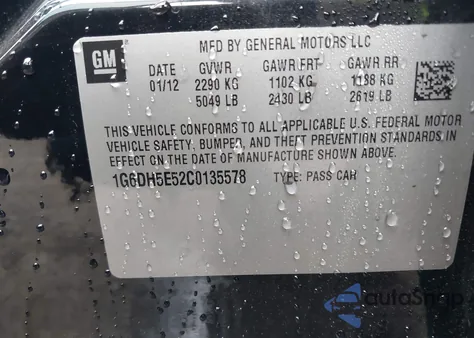 GM
MFD BY GENERAL MOTORS LLC
DATE GVWR GAWR FRT GAWR RR
01/12 2290 KG 1102 KG 1188 KG
5049 LB 2430 LB 2619 LB
THIS VEHICLE CONFORMS TO ALL APPLICABLE U.S. FEDERAL MOTOR
VEHICLE SAFETY, BUMPER, AND THEFT PREVENTION STANDARDS IN
EFFECT ON THE DATE OF MANUFACTURE SHOWN ABOVE.
1G6DH5E52C0135578 TYPE: PASS CAR
autoSnap